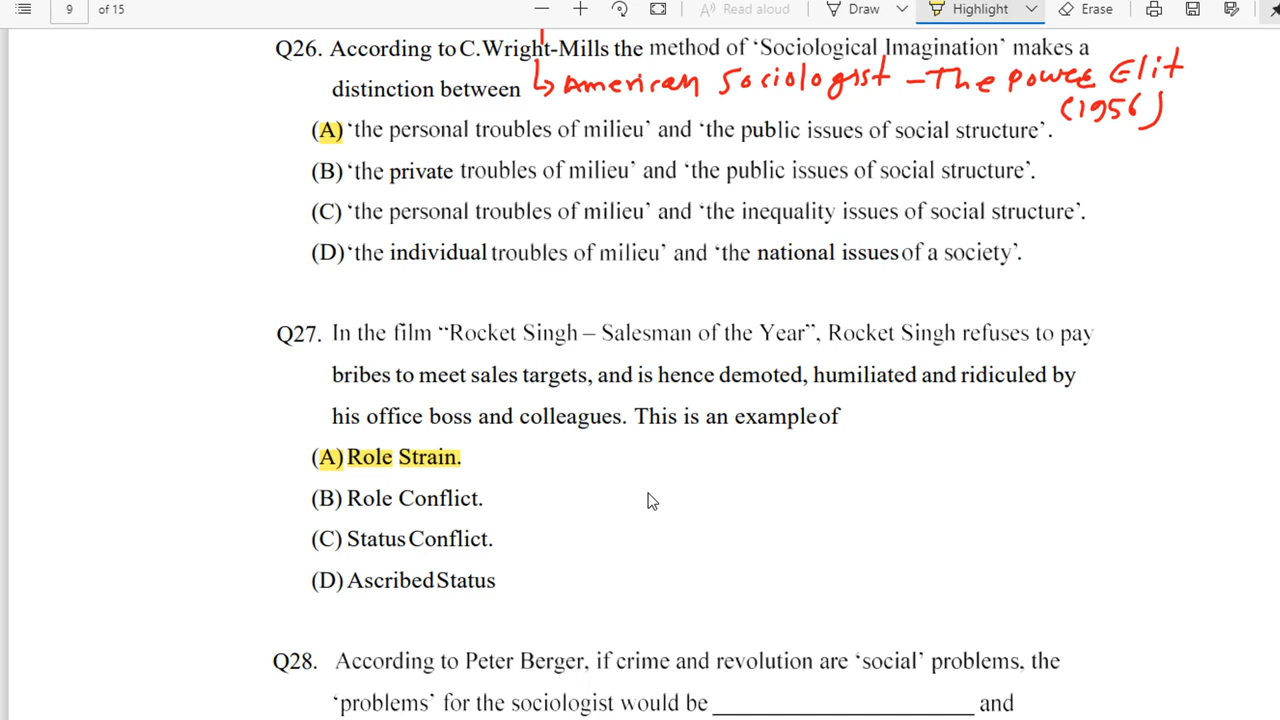 9 of 15 Read aloud Draw Highlight Erase
Q26. According to C.Wright-Mills the method of ‘Sociological Imagination’ makes a
distinction between ↳ American Sociologist - The power Elit
(1956)
(A) ‘the personal troubles of milieu’ and ‘the public issues of social structure’.
(B) ‘the private troubles of milieu’ and ‘the public issues of social structure’.
(C) ‘the personal troubles of milieu’ and ‘the inequality issues of social structure’.
(D) ‘the individual troubles of milieu’ and ‘the national issues of a society’.
Q27. In the film “Rocket Singh – Salesman of the Year”, Rocket Singh refuses to pay
bribes to meet sales targets, and is hence demoted, humiliated and ridiculed by
his office boss and colleagues. This is an example of
(A) Role Strain.
(B) Role Conflict.
(C) Status Conflict.
(D) Ascribed Status
Q28. According to Peter Berger, if crime and revolution are ‘social’ problems, the
‘problems’ for the sociologist would be ____________________ and